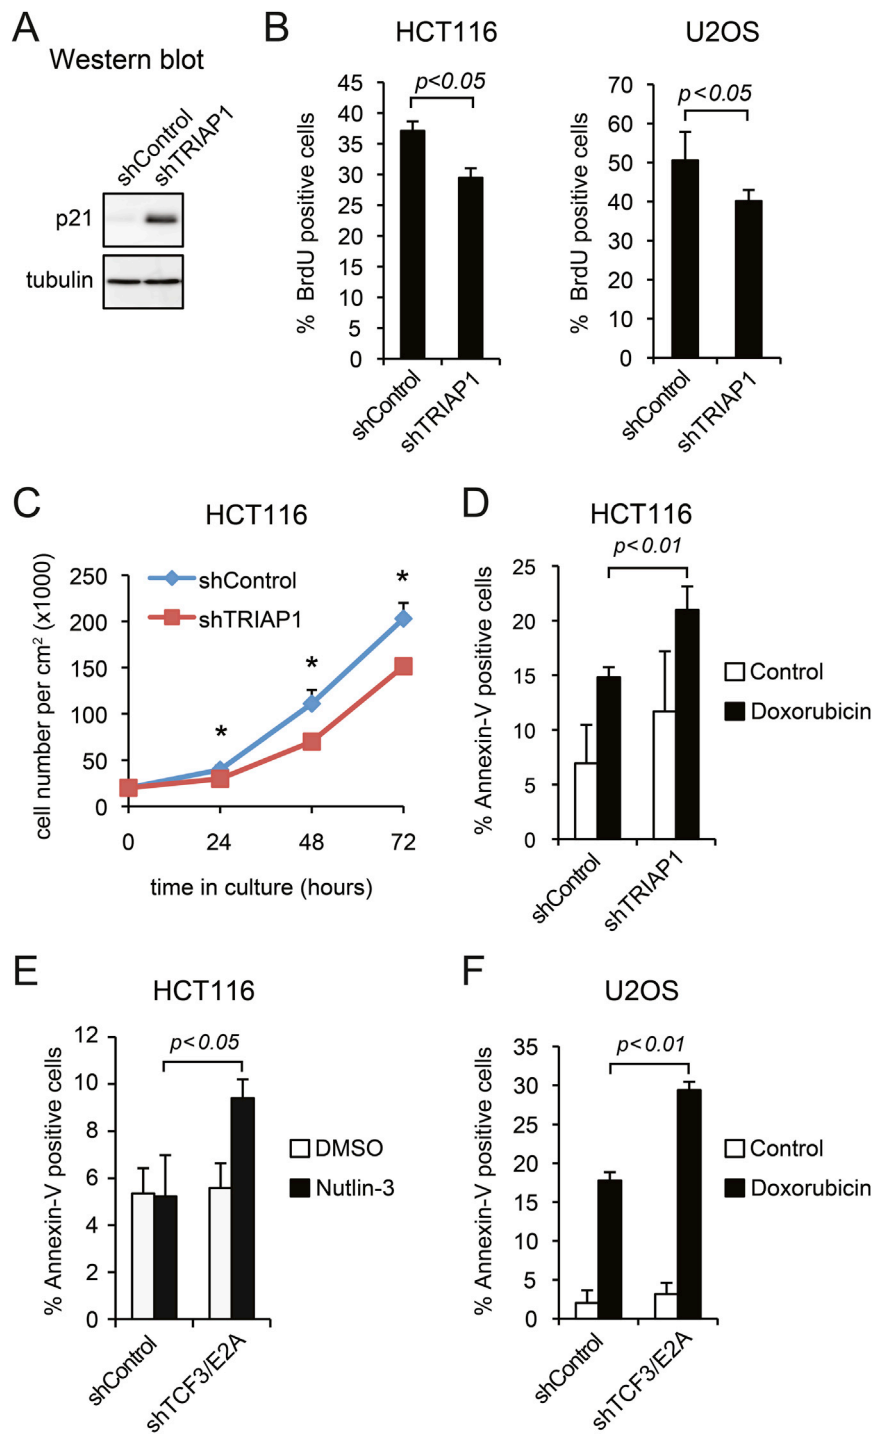 A
Western blot
shControl
shTRIAP1
p21
tubulin
B
HCT116
% BrdU positive cells
45
40
35
30
25
20
15
10
5
0
p<0.05
shControl
shTRIAP1
U2OS
% BrdU positive cells
70
60
50
40
30
20
10
0
p<0.05
shControl
shTRIAP1
C
HCT116
cell number per cm² (x1000)
250
200
150
100
50
0
shControl
shTRIAP1
*
*
*
0 24 48 72
time in culture (hours)
D
HCT116
% Annexin-V positive cells
25
20
15
10
5
0
p<0.01
Control
Doxorubicin
shControl
shTRIAP1
E
HCT116
% Annexin-V positive cells
12
10
8
6
4
2
0
p<0.05
DMSO
Nutlin-3
shControl
shTCF3/E2A
F
U2OS
% Annexin-V positive cells
35
30
25
20
15
10
5
0
p<0.01
Control
Doxorubicin
shControl
shTCF3/E2A